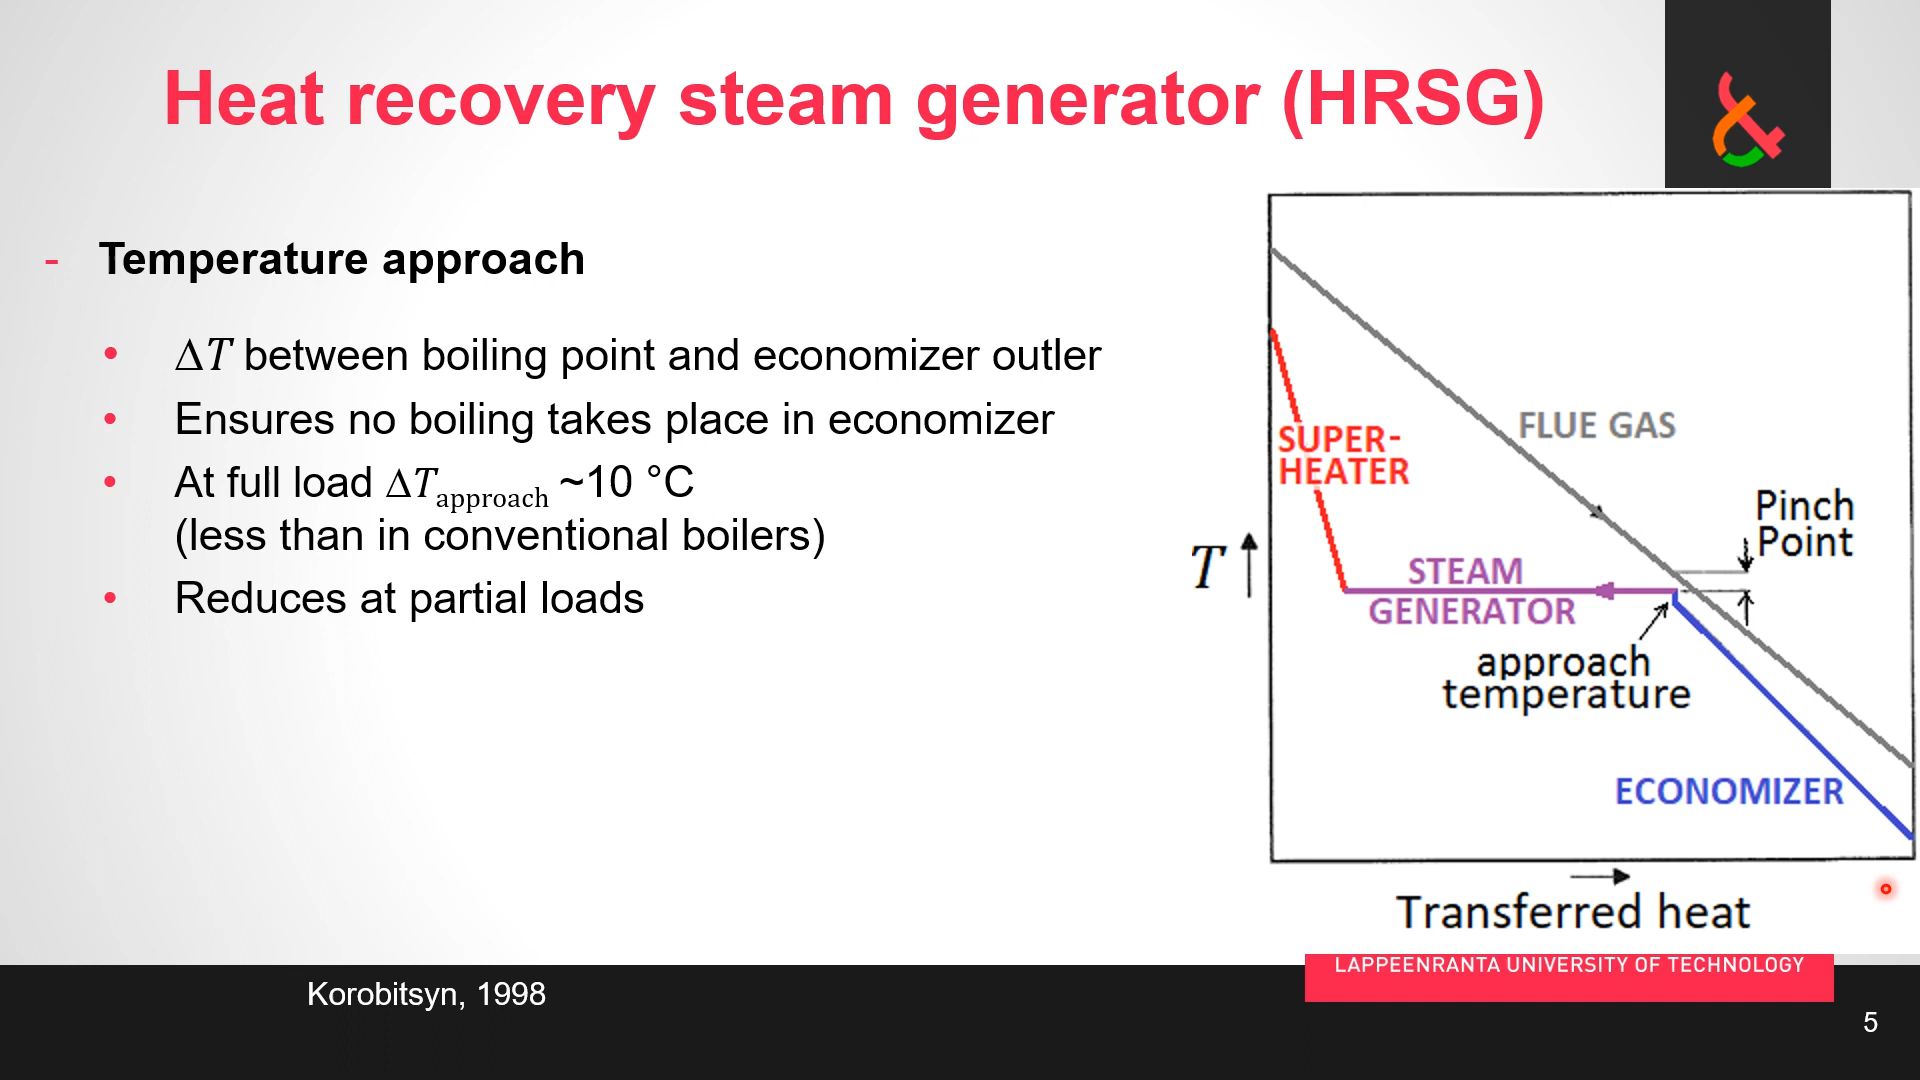 Heat recovery steam generator (HRSG)
- Temperature approach
• ΔT between boiling point and economizer outler
• Ensures no boiling takes place in economizer
• At full load ΔTapproach ~10 °C
(less than in conventional boilers)
• Reduces at partial loads
FLUE GAS
SUPER-
HEATER
Pinch
Point
T
STEAM
GENERATOR
approach
temperature
ECONOMIZER
Transferred heat
LAPPEENRANTA UNIVERSITY OF TECHNOLOGY
Korobitsyn, 1998
5